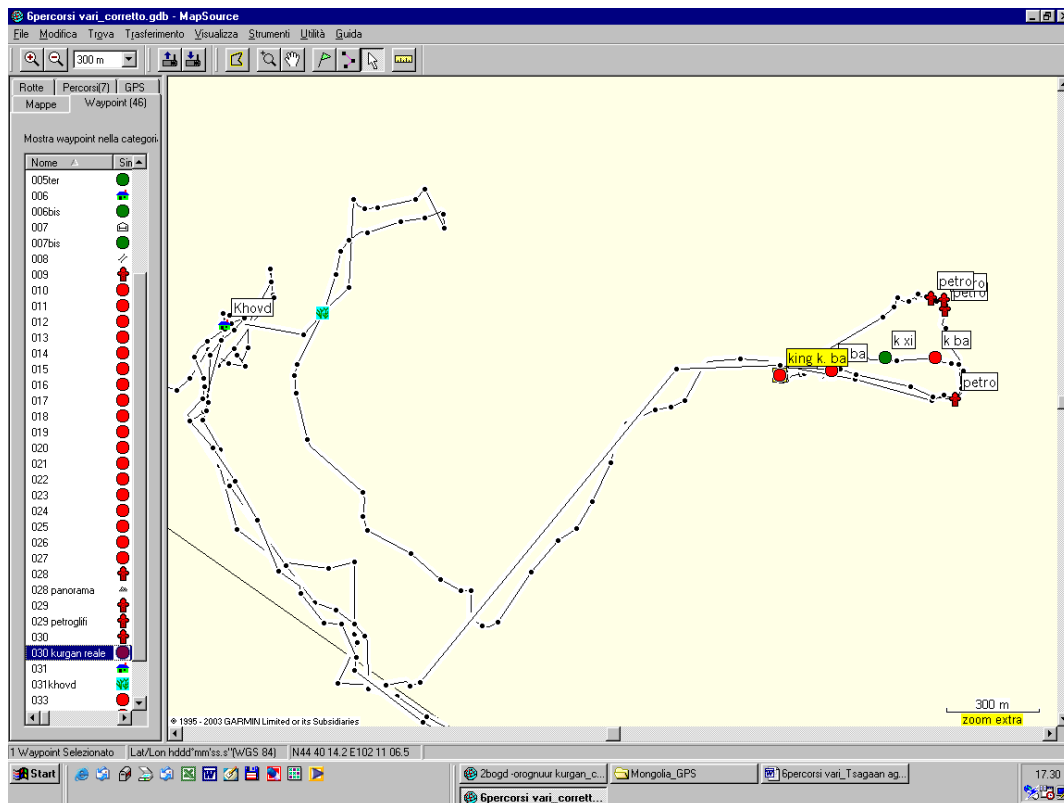 6percorsi vari_corretto.gdb - MapSource
File Modifica Trova Trasferimento Visualizza Strumenti Utilità Guida
300 m
Rotte Percorsi(7) GPS
Mappe Waypoint (46)
Mostra waypoint nella categori
Nome Sin
005ter
006
006bis
007
007bis
008
009
010
011
012
013
014
015
016
017
018
019
020
021
022
023
024
025
026
027
028
028 panorama
029
029 petroglifi
030
030 kurgan reale
031
031khovd
033
Khovd
petro
ro
petro
k xi
k ba
king k. ba
ba
petro
300 m
zoom extra
© 1995 - 2003 GARMIN Limited or its Subsidiaries
1 Waypoint Selezionato Lat/Lon hddd°mm'ss.s"(WGS 84) N44 40 14.2 E102 11 06.5
Start
2bogd -orognuur kurgan_c...
Mongolia_GPS
6percorsi vari_Tsagaan ag...
17.30
6percorsi vari_corrett...